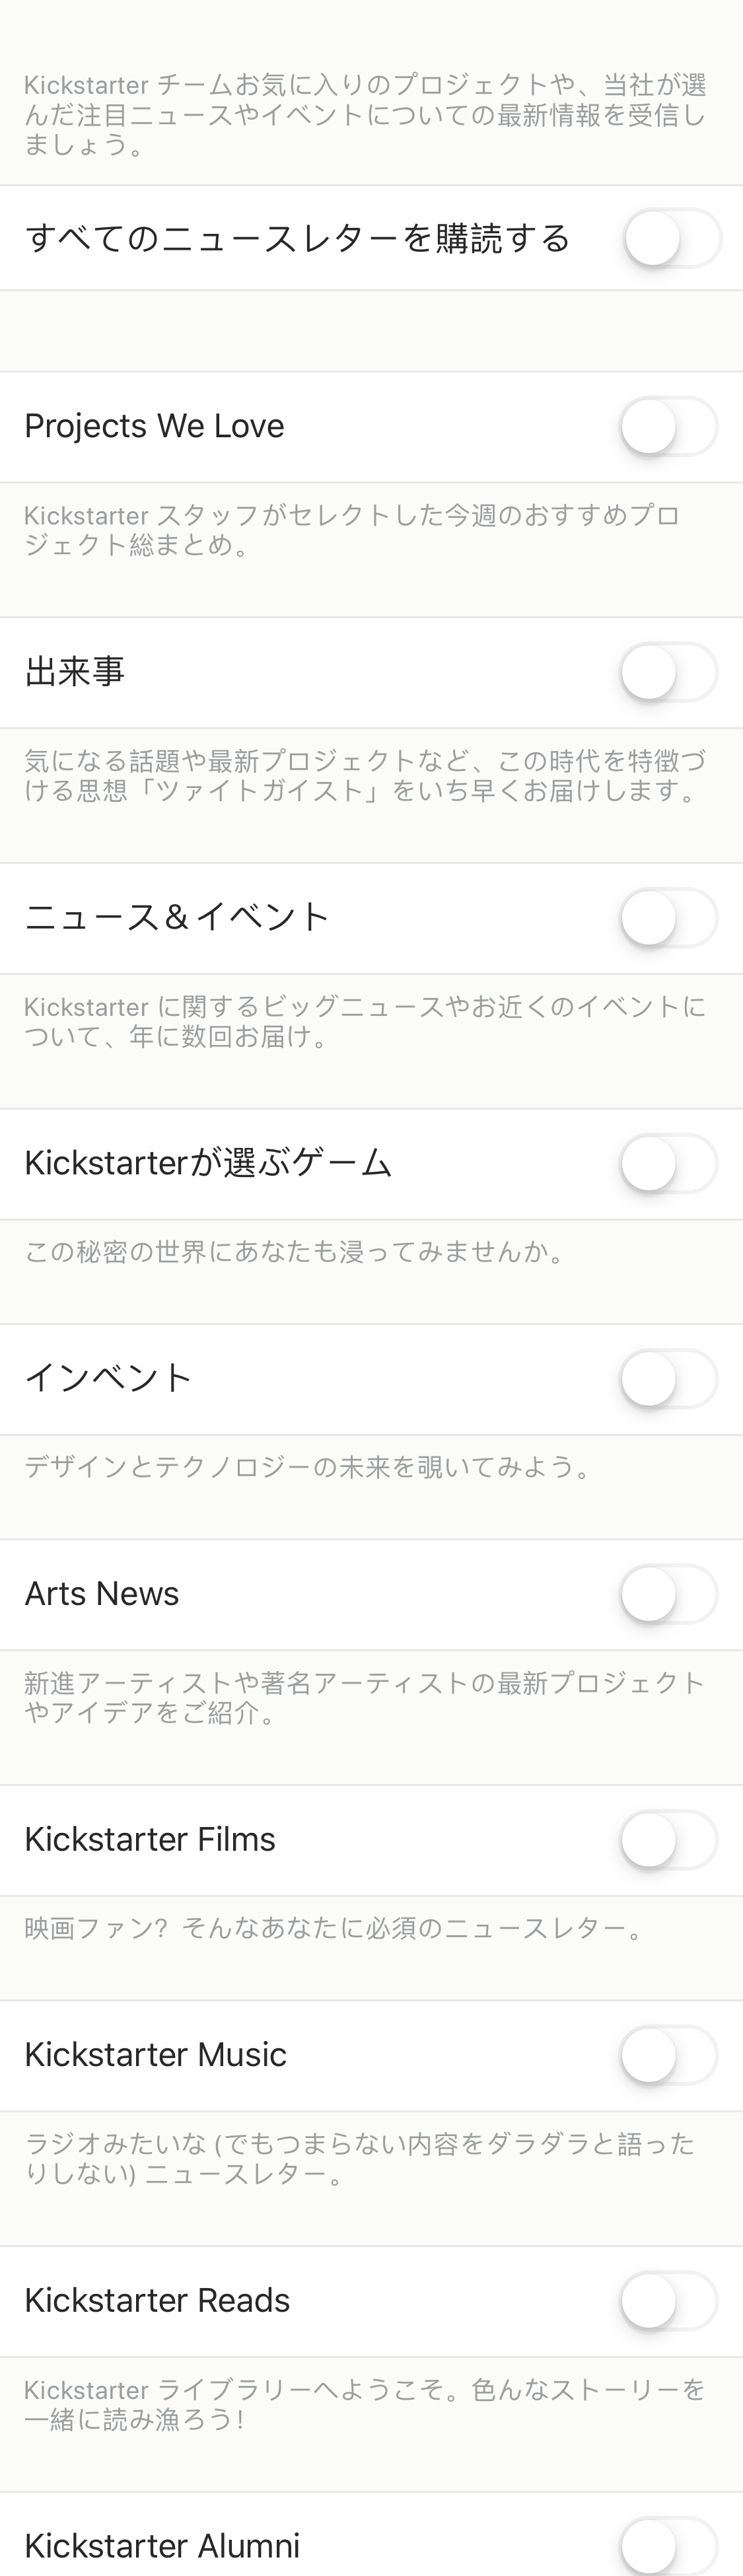 Kickstarter チームお気に入りのプロジェクトや、当社が選
んだ注目ニュースやイベントについての最新情報を受信し
ましょう。
すべてのニュースレターを購読する
Projects We Love
Kickstarter スタッフがセレクトした今週のおすすめプロ
ジェクト総まとめ。
出来事
気になる話題や最新プロジェクトなど、この時代を特徴づ
ける思想「ツァイトガイスト」をいち早くお届けします。
ニュース＆イベント
Kickstarter に関するビッグニュースやお近くのイベントに
ついて、年に数回お届け。
Kickstarterが選ぶゲーム
この秘密の世界にあなたも浸ってみませんか。
インベント
デザインとテクノロジーの未来を覗いてみよう。
Arts News
新進アーティストや著名アーティストの最新プロジェクト
やアイデアをご紹介。
Kickstarter Films
映画ファン？そんなあなたに必須のニュースレター。
Kickstarter Music
ラジオみたいな (でもつまらない内容をダラダラと語った
りしない) ニュースレター。
Kickstarter Reads
Kickstarter ライブラリーへようこそ。色んなストーリーを
一緒に読み漁ろう！
Kickstarter Alumni